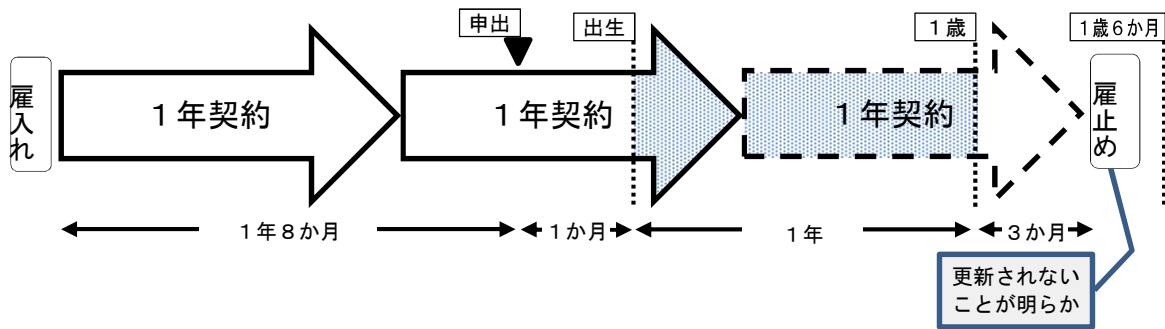 申出
出生
1歳
1歳6か月
雇入れ
1年契約
1年契約
1年契約
雇止め
1年8か月
1か月
1年
3か月
更新されない
ことが明らか